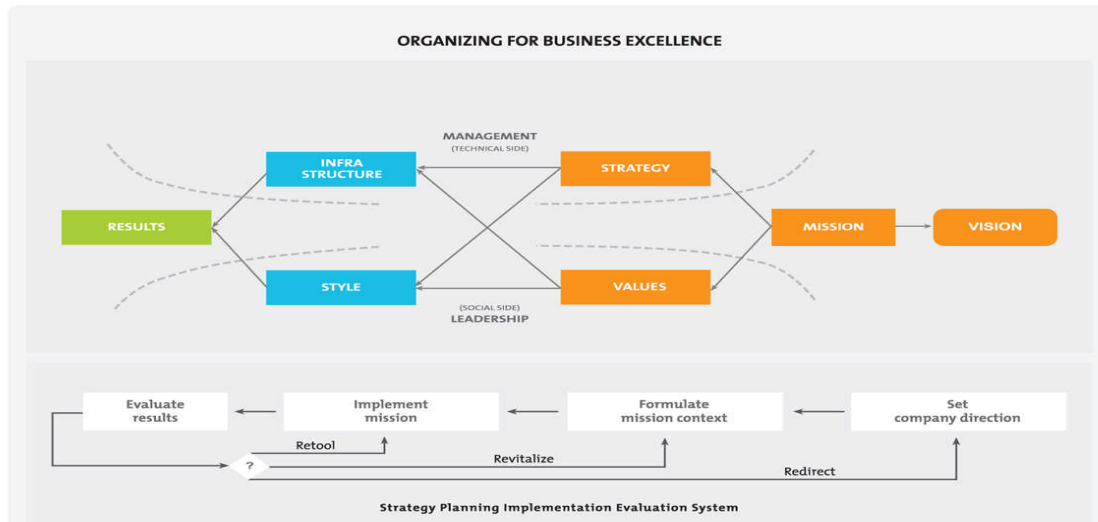 ORGANIZING FOR BUSINESS EXCELLENCE
MANAGEMENT
(TECHNICAL SIDE)
INFRA
STRUCTURE
STRATEGY
RESULTS
MISSION
VISION
STYLE
VALUES
(SOCIAL SIDE)
LEADERSHIP
Evaluate
results
Implement
mission
Formulate
mission context
Set
company direction
Retool
?
Revitalize
Redirect
Strategy Planning Implementation Evaluation System